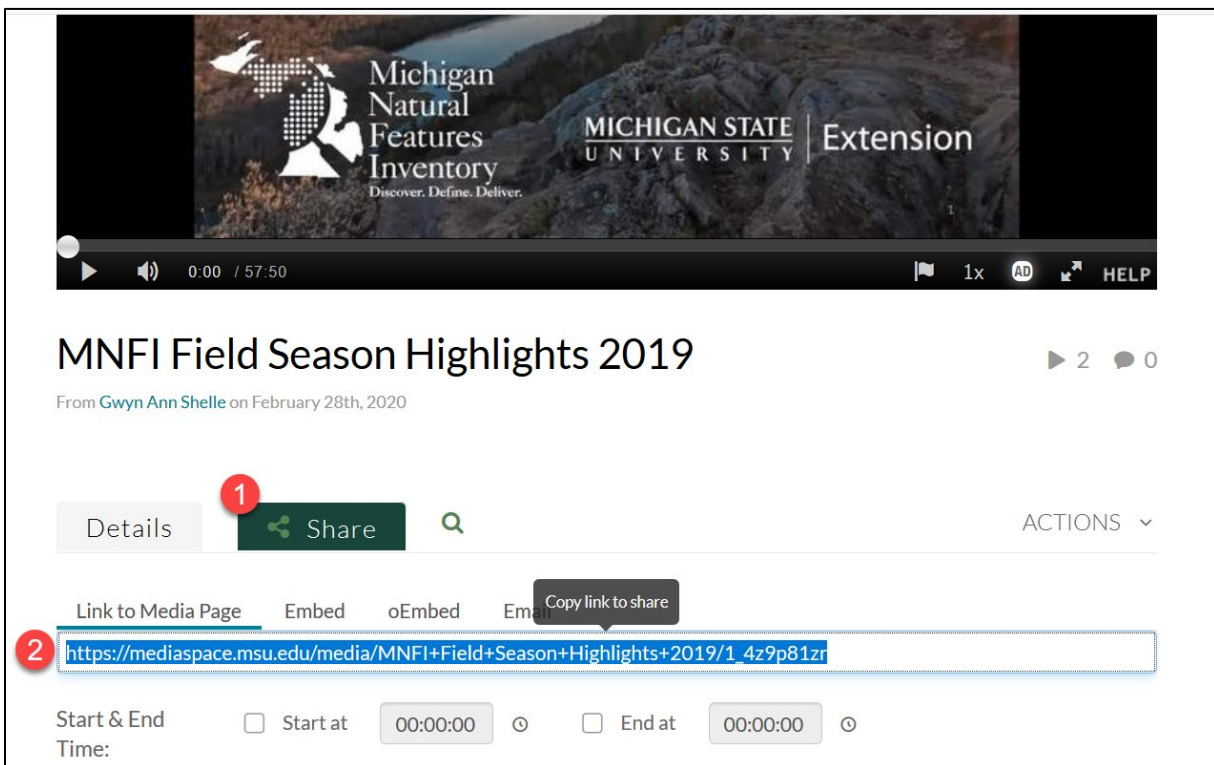 Michigan
Natural
Features
Inventory
Discover. Define. Deliver.
MICHIGAN STATE
UNIVERSITY
Extension
1
0:00 / 57:50
1x AD HELP
MNFI Field Season Highlights 2019
2 0
From Gwyn Ann Shelle on February 28th, 2020
1
Details Share ACTIONS
Copy link to share
Link to Media Page Embed oEmbed Email
2 https://mediaspace.msu.edu/media/MNFI+Field+Season+Highlights+2019/1_4z9p81zr
Start & End Time:
Start at 00:00:00 End at 00:00:00